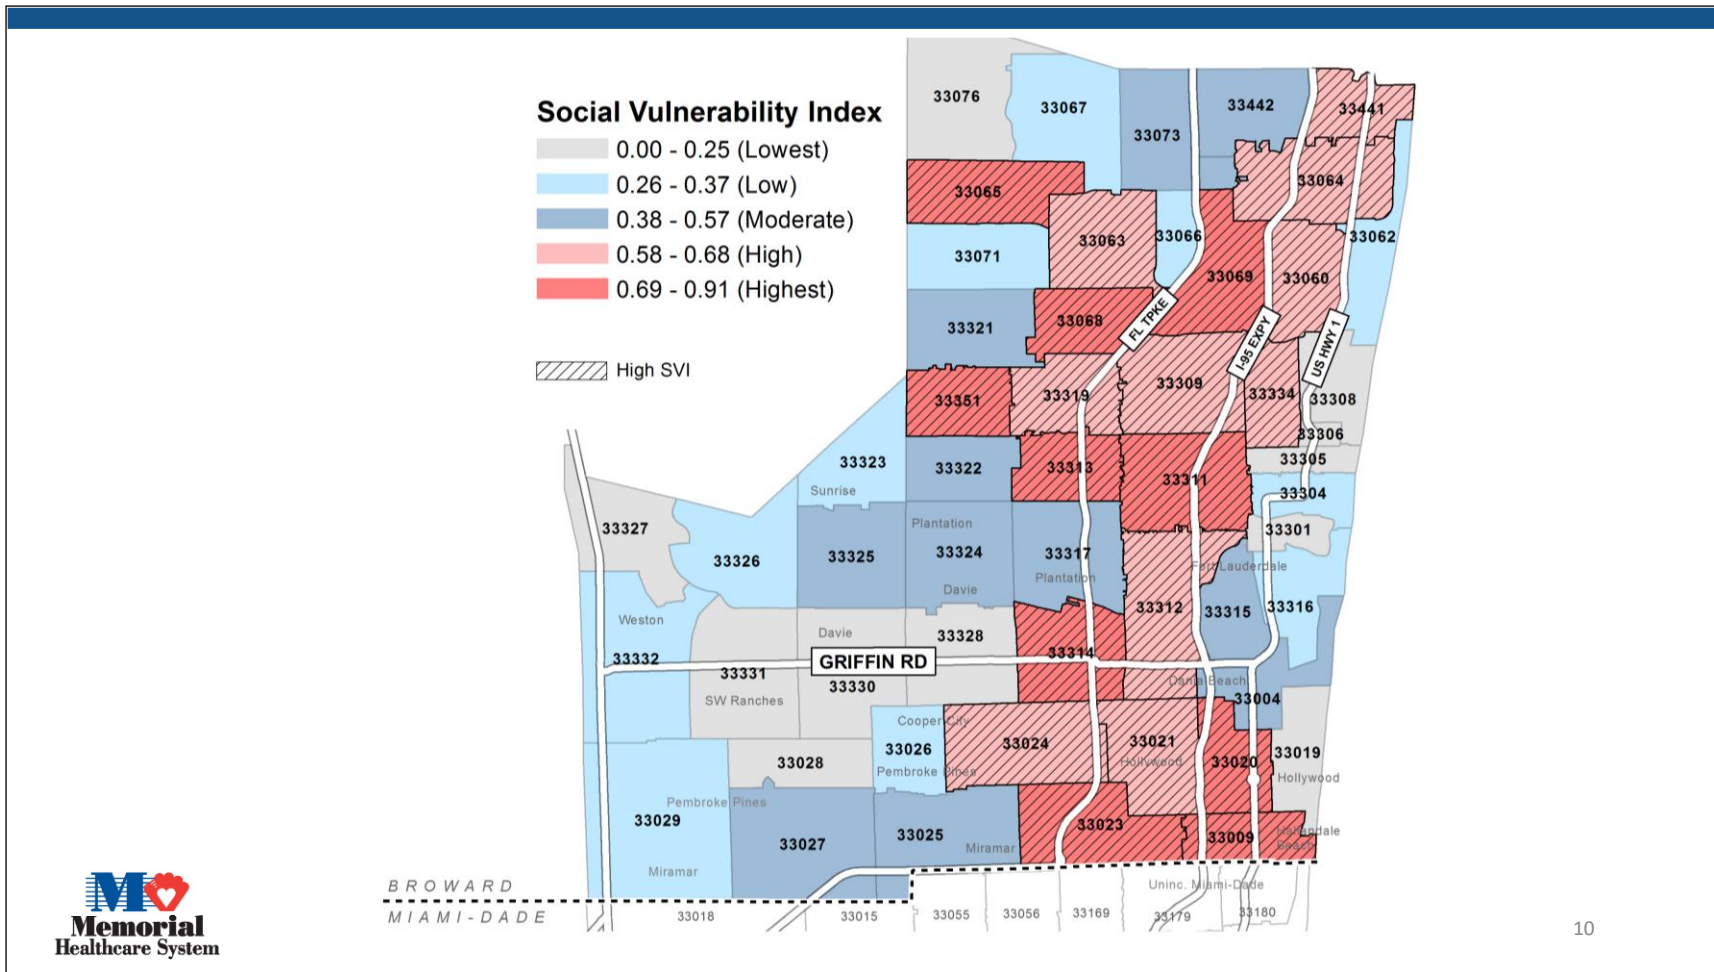 Social Vulnerability Index
0.00 - 0.25 (Lowest)
0.26 - 0.37 (Low)
0.38 - 0.57 (Moderate)
0.58 - 0.68 (High)
0.69 - 0.91 (Highest)
High SVI
33076
33067
33073
33442
33441
33064
33065
33063
33066
33062
33071
33069
33060
33321
33068
FL TPKE
I-95 EXPY
US HWY 1
33351
33319
33309
33334
33308
33306
33305
33323
33322
33313
33311
33304
Sunrise
33327
33326
33325
Plantation
33324
33317
Plantation
33301
Fort Lauderdale
Davie
33312
33315
33316
Weston
Davie
33328
33332
33331
GRIFFIN RD
33314
33330
SW Ranches
Dania Beach
33004
Cooper City
33026
Pembroke Pines
33024
33021
Hollywood
33020
33019
Hollywood
33028
Pembroke Pines
33029
33027
33025
Miramar
33023
33009
Hallandale
Beach
Miramar
BROWARD
MIAMI-DADE
33018
33015
33055
33056
33169
Uninc. Miami-Dade
33179
33180
Memorial
Healthcare System
10